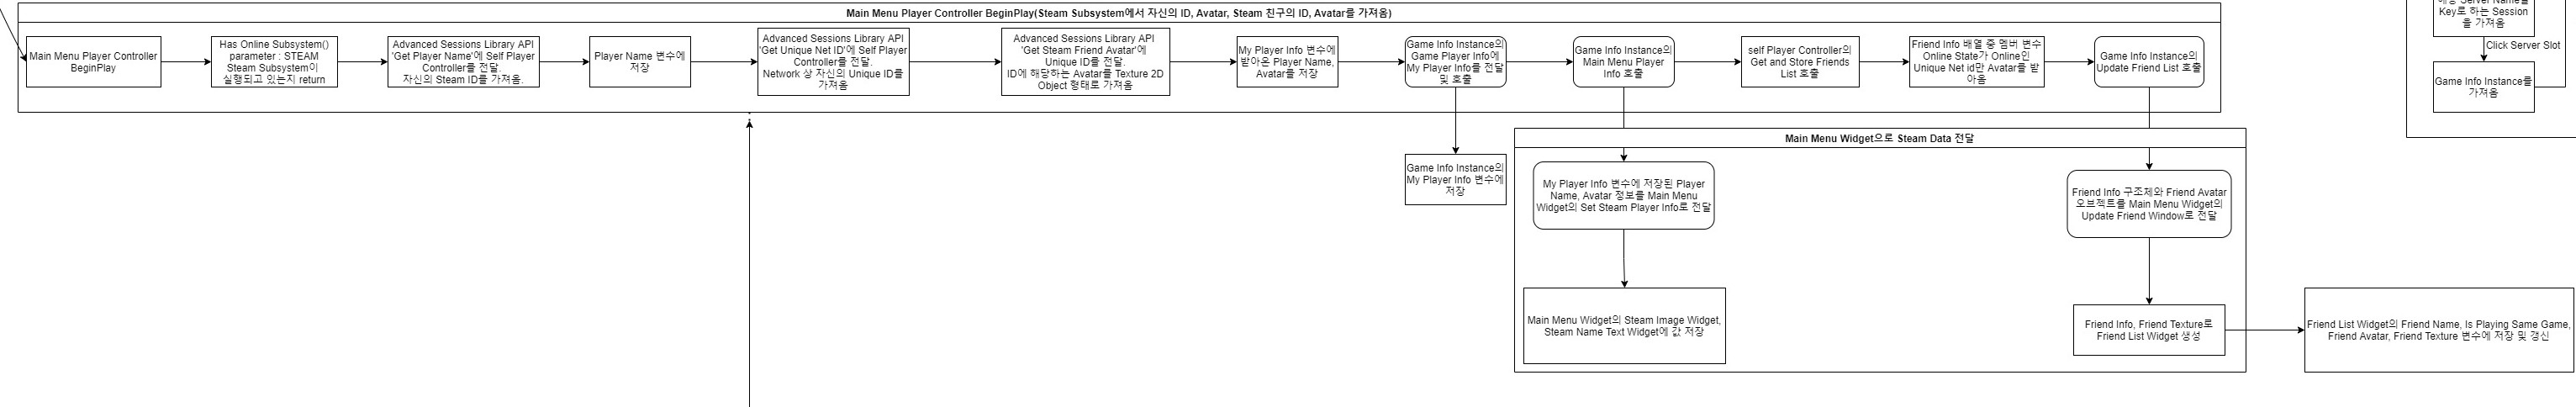 Main Menu Player Controller BeginPlay(Steam Subsystem에서 자신의 ID, Avatar, Steam 친구의 ID, Avatar를 가져옴)
Main Menu Player Controller
BeginPlay
Has Online Subsystem()
parameter : STEAM
Steam Subsystem이
실행되고 있는지 return
Advanced Sessions Library API
'Get Player Name'에 Self Player
Controller를 전달.
자신의 Steam ID를 가져옴.
Player Name 변수에
저장
Advanced Sessions Library API
'Get Unique Net ID'에 Self Player
Controller를 전달.
Network 상 자신의 Unique ID를
가져옴
Advanced Sessions Library API
'Get Steam Friend Avatar'에
Unique ID를 전달.
ID에 해당하는 Avatar를 Texture 2D
Object 형태로 가져옴
My Player Info 변수에
받아온 Player Name,
Avatar를 저장
Game Info Instance의
Game Player Info에
My Player Info를 전달
및 호출
Game Info Instance의
Main Menu Player
Info 호출
self Player Controller의
Get and Store Friends
List 호출
Friend Info 배열 중 멤버 변수
Online State가 Online인
Unique Net id만 Avatar를 받
아옴
Game Info Instance의
Update Friend List 호출
Server Name을
Key로 하는 Session
을 가져옴
Click Server Slot
Game Info Instance를
가져옴
Game Info Instance의
My Player Info 변수에
저장
Main Menu Widget으로 Steam Data 전달
My Player Info 변수에 저장된 Player
Name, Avatar 정보를 Main Menu
Widget의 Set Steam Player Info로 전달
Friend Info 구조체와 Friend Avatar
오브젝트를 Main Menu Widget의
Update Friend Window로 전달
Main Menu Widget의 Steam Image Widget,
Steam Name Text Widget에 값 저장
Friend Info, Friend Texture로
Friend List Widget 생성
Friend List Widget의 Friend Name, Is Playing Same Game,
Friend Avatar, Friend Texture 변수에 저장 및 갱신